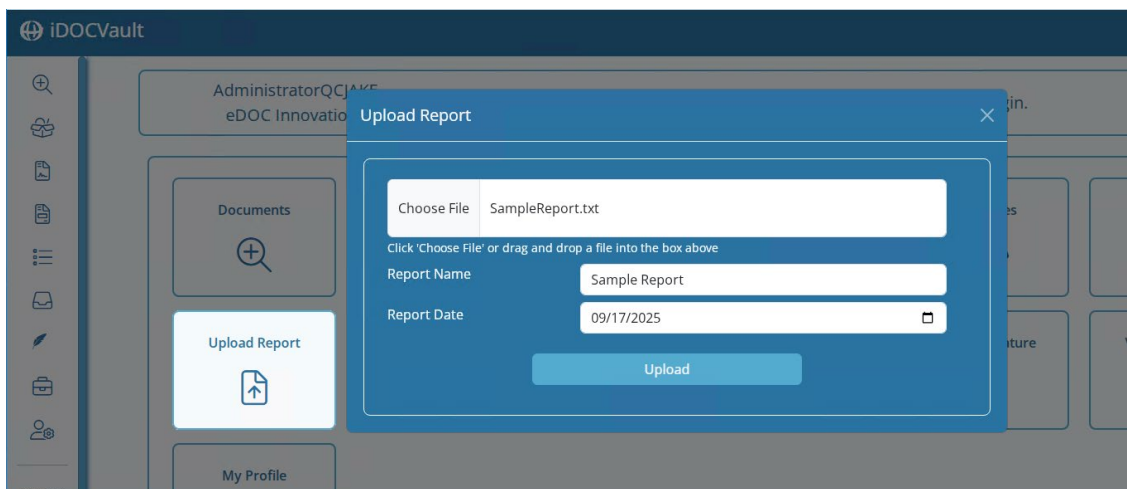 iDOCVault
AdministratorQCJAKE
eDOC Innovatio
gin.
Upload Report
Choose File SampleReport.txt
Click 'Choose File' or drag and drop a file into the box above
Report Name Sample Report
Report Date 09/17/2025
Upload
Documents
es
Upload Report
ature
My Profile